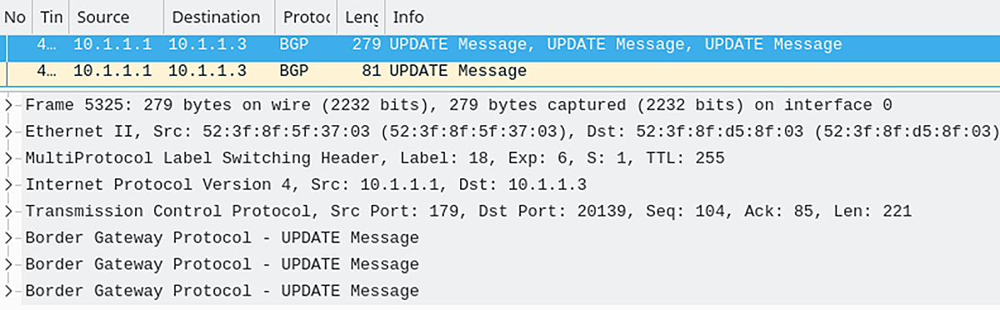 No Tin Source Destination Protoc Leng Info
4… 10.1.1.1 10.1.1.3 BGP 279 UPDATE Message, UPDATE Message, UPDATE Message
4… 10.1.1.1 10.1.1.3 BGP 81 UPDATE Message
Frame 5325: 279 bytes on wire (2232 bits), 279 bytes captured (2232 bits) on interface 0
Ethernet II, Src: 52:3f:8f:5f:37:03 (52:3f:8f:5f:37:03), Dst: 52:3f:8f:d5:8f:03 (52:3f:8f:d5:8f:03)
MultiProtocol Label Switching Header, Label: 18, Exp: 6, S: 1, TTL: 255
Internet Protocol Version 4, Src: 10.1.1.1, Dst: 10.1.1.3
Transmission Control Protocol, Src Port: 179, Dst Port: 20139, Seq: 104, Ack: 85, Len: 221
Border Gateway Protocol - UPDATE Message
Border Gateway Protocol - UPDATE Message
Border Gateway Protocol - UPDATE Message